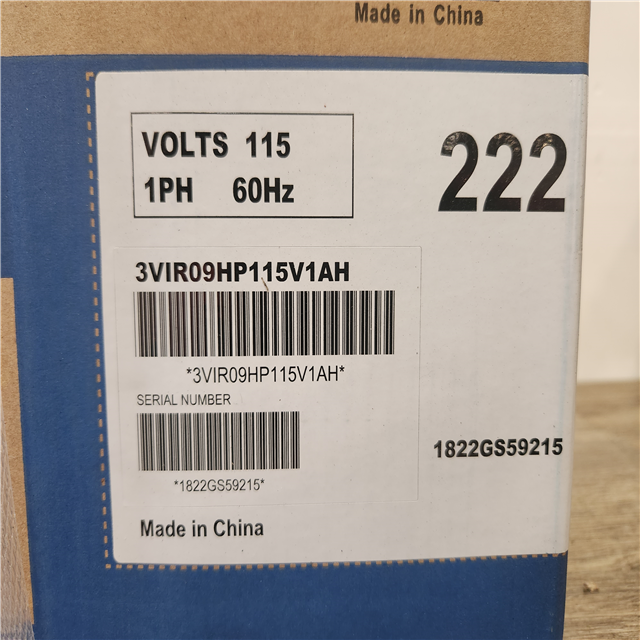 Made in China
VOLTS 115
1PH 60Hz
222
3VIR09HP115V1AH
*3VIR09HP115V1AH*
SERIAL NUMBER
1822GS59215
*1822GS59215*
Made in China